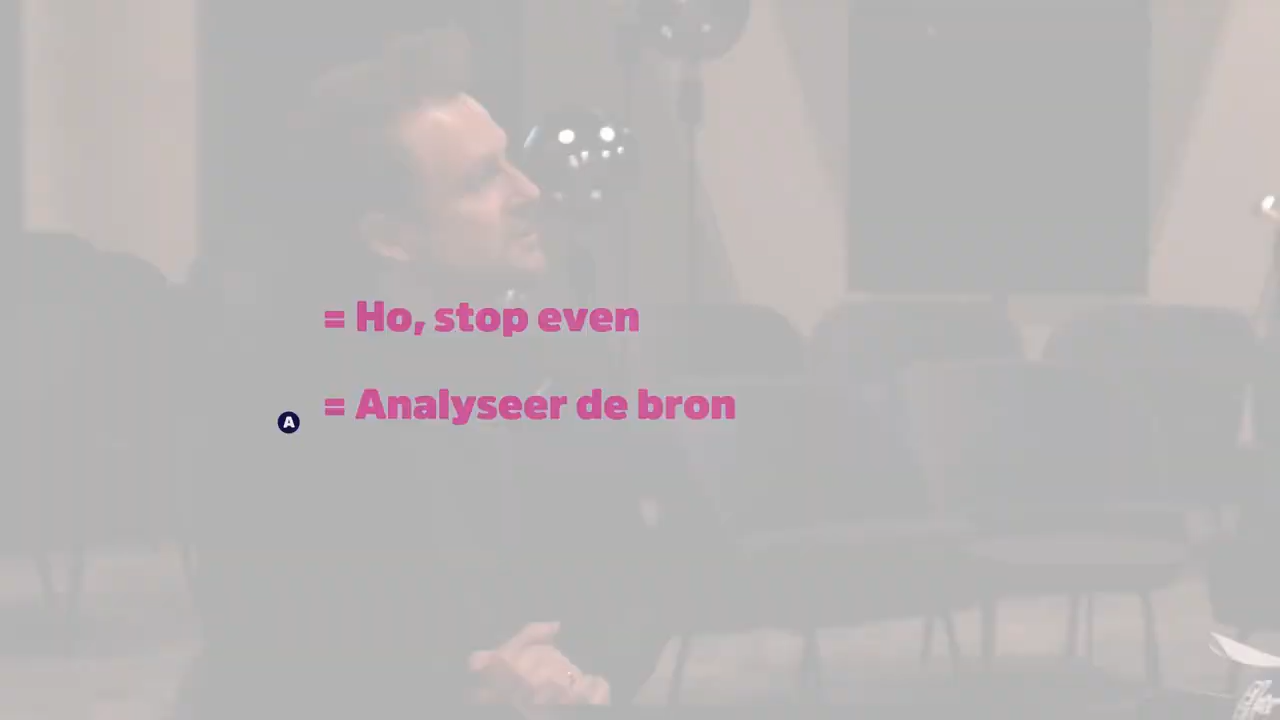 = Ho, stop even
A = Analyseer de bron